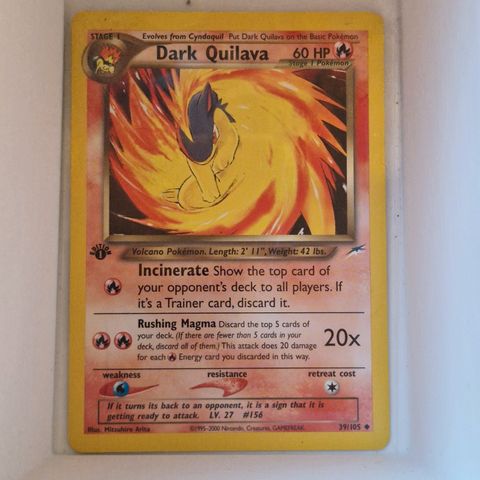 STAGE 1 Evolves from Cyndaquil Put Dark Quilava on the Basic Pokémon
Dark Quilava 60 HP
Stage 1 Pokémon
EDITION
1
Volcano Pokémon. Length: 2' 11", Weight: 42 lbs.
Incinerate Show the top card of
your opponent's deck to all players. If
it's a Trainer card, discard it.
Rushing Magma Discard the top 5 cards of
your deck. (If there are fewer than 5 cards in your
deck, discard all of them.) This attack does 20 damage
for each Energy card you discarded in this way.
20x
weakness resistance retreat cost
If it turns its back to an opponent, it is a sign that it is
getting ready to attack. LV. 27 #156
Illus. Mitsuhiro Arita ©1995-2000 Nintendo, Creatures, GAMEFREAK. 39/105